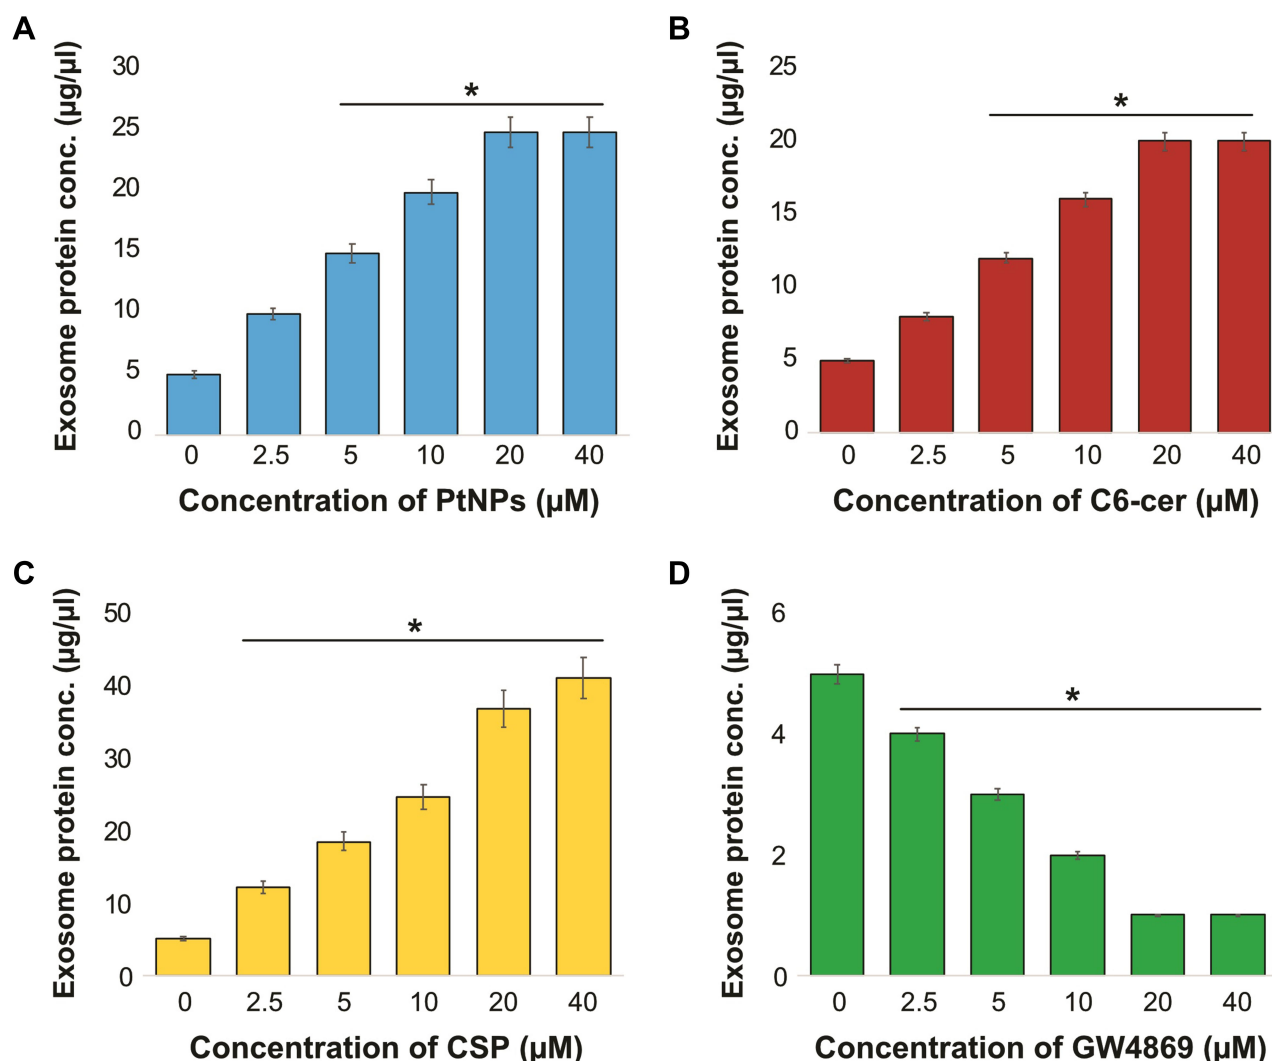 A
Exosome protein conc. (µg/µl)
30
25
20
15
10
5
0
*
0 2.5 5 10 20 40
Concentration of PtNPs (µM)
B
Exosome protein conc. (µg/µl)
25
20
15
10
5
0
*
0 2.5 5 10 20 40
Concentration of C6-cer (µM)
C
Exosome protein conc. (µg/µl)
50
40
30
20
10
0
*
0 2.5 5 10 20 40
Concentration of CSP (µM)
D
Exosome protein conc. (µg/µl)
6
4
2
0
*
0 2.5 5 10 20 40
Concentration of GW4869 (µM)